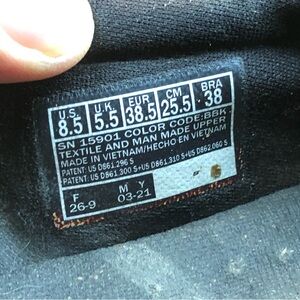 U.S. U.K. EUR CM BRA
8.5 5.5 38.5 25.5 38
SN 15901 COLOR CODE: BBK
TEXTILE AND MAN MADE UPPER
MADE IN VIETNAM/HECHO EN VIETNAM
PATENT: US D861,296 S
PATENT: US D861,300 S+US D861,310 S+US D862,060 S
F M Y
26-9 03-21